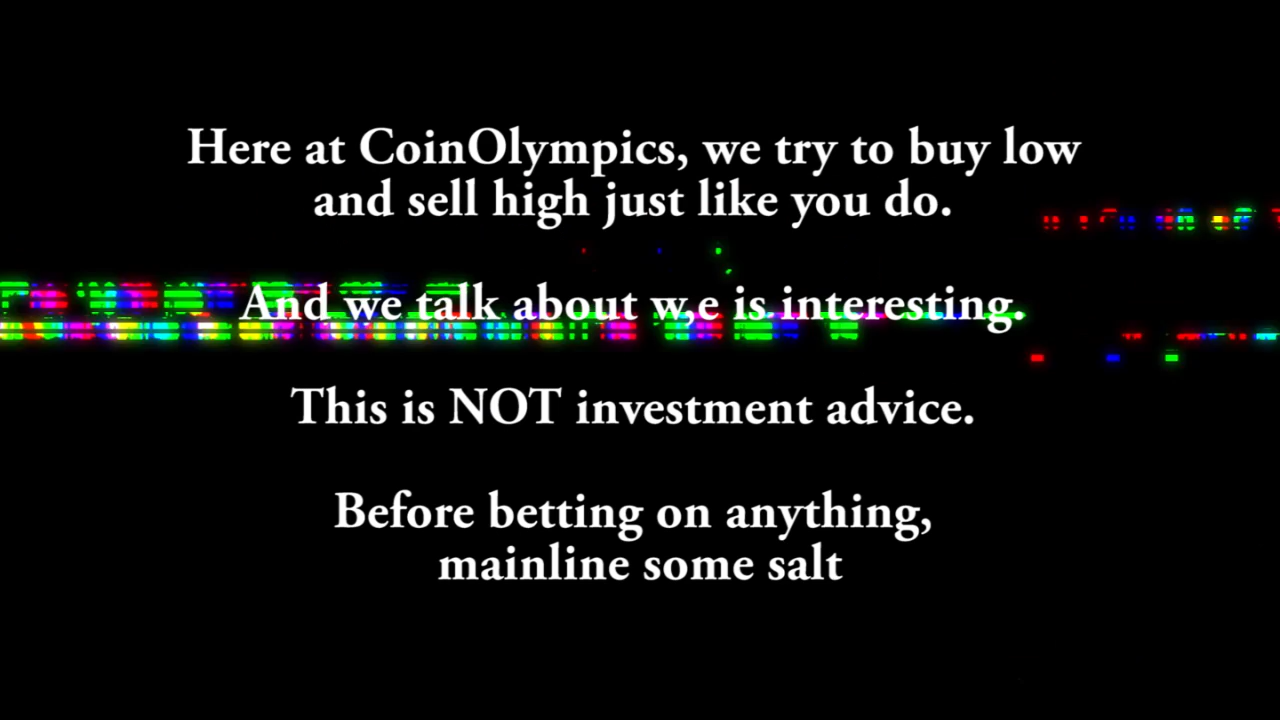 Here at CoinOlympics, we try to buy low
and sell high just like you do.
And we talk about w,e is interesting.
This is NOT investment advice.
Before betting on anything,
mainline some salt